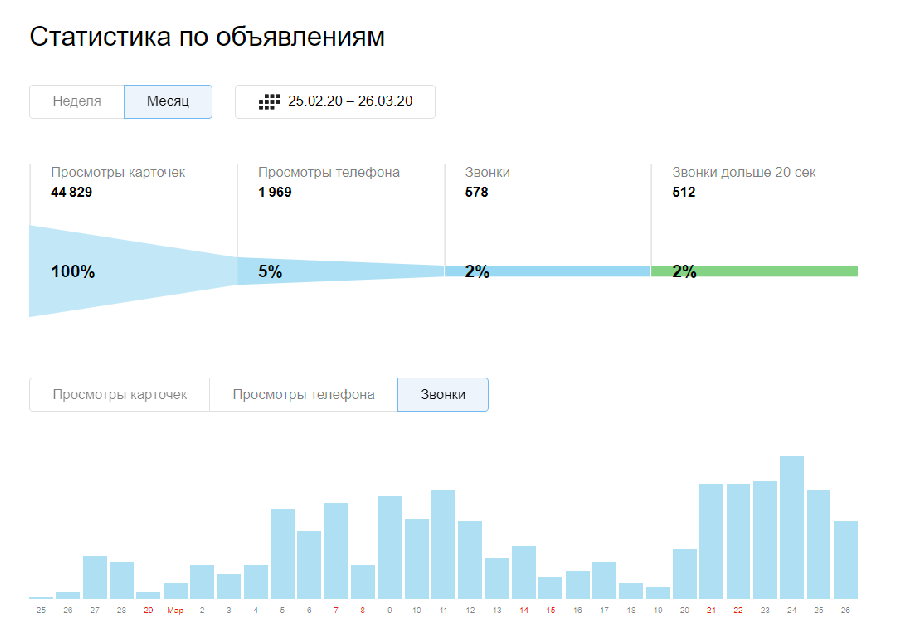 Статистика по объявлениям
Неделя Месяц 25.02.20 – 26.03.20
Просмотры карточек Просмотры телефона Звонки Звонки дольше 20 сек
44 829 1 969 578 512
100% 5% 2% 2%
Просмотры карточек Просмотры телефона Звонки
25 26 27 28 29 Мар 2 3 4 5 6 7 8 9 10 11 12 13 14 15 16 17 18 19 20 21 22 23 24 25 26